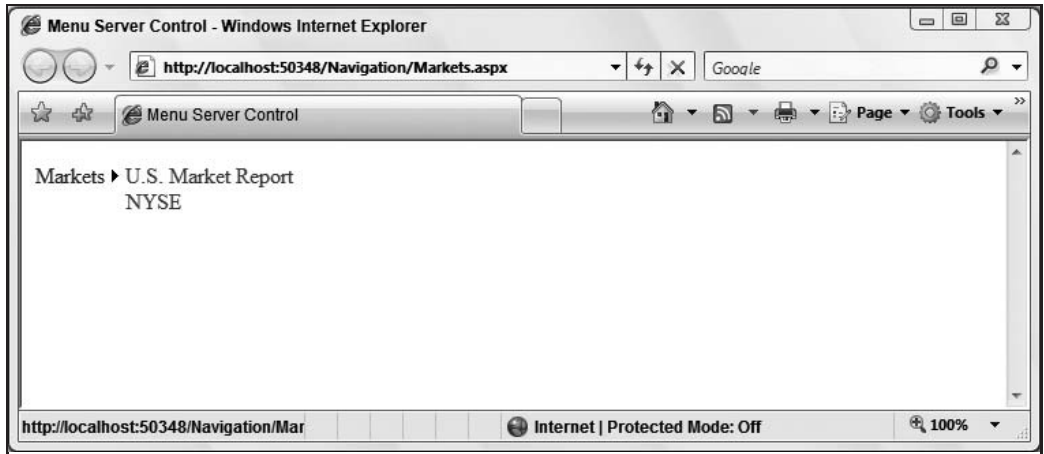 Menu Server Control - Windows Internet Explorer
http://localhost:50348/Navigation/Markets.aspx
Google
Menu Server Control
Page
Tools
Markets
U.S. Market Report
NYSE
http://localhost:50348/Navigation/Mar
Internet | Protected Mode: Off
100%